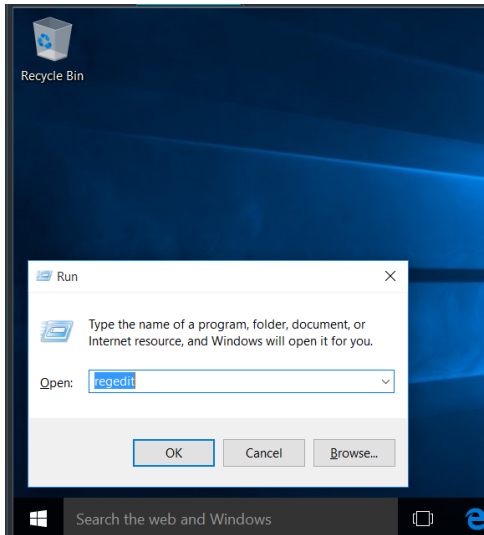 Recycle Bin
Run
Type the name of a program, folder, document, or
Internet resource, and Windows will open it for you.
Open:
regedit
OK
Cancel
Browse...
Search the web and Windows